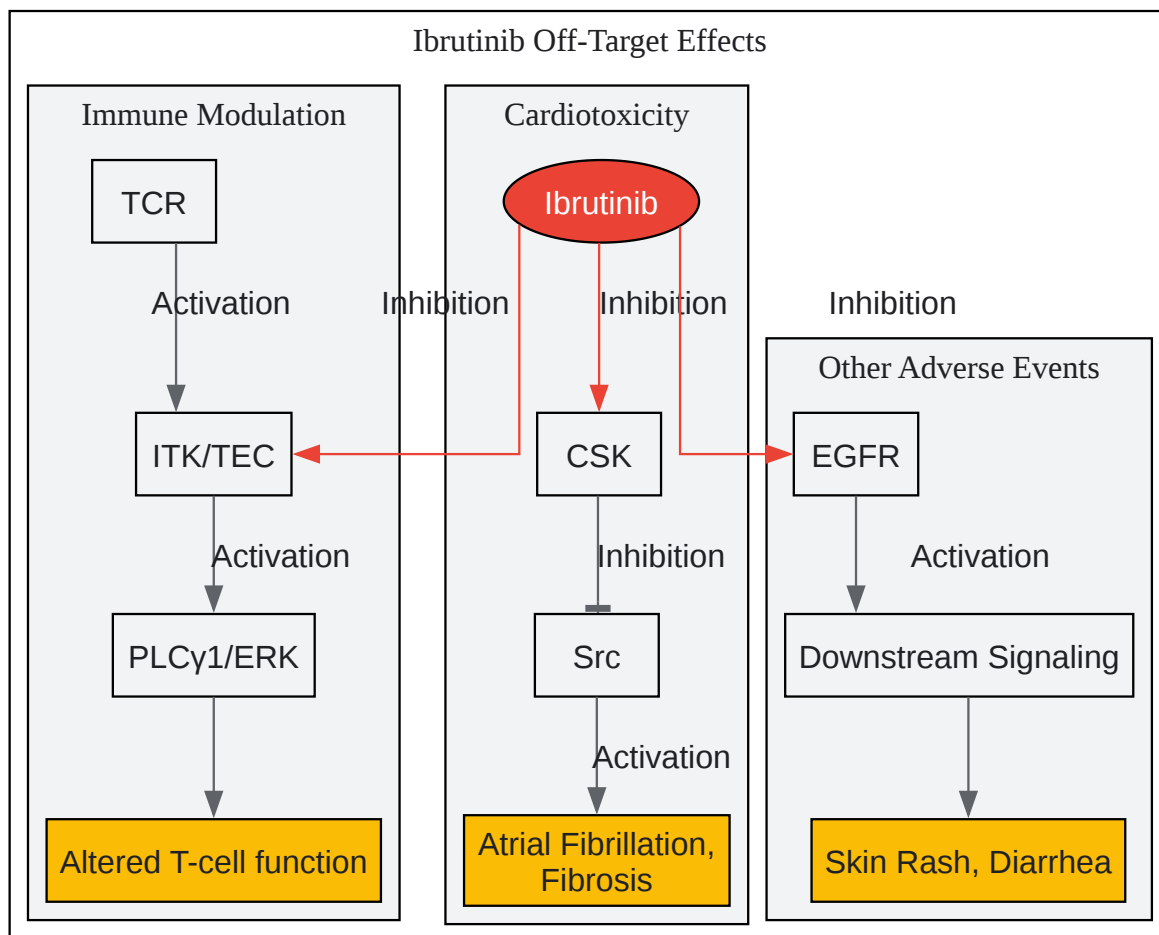 Ibrutinib Off-Target Effects
Immune Modulation
Cardiotoxicity
TCR
Ibrutinib
Activation
Inhibition
Inhibition
Inhibition
Other Adverse Events
ITK/TEC
CSK
EGFR
Activation
Inhibition
Activation
PLCγ1/ERK
Src
Downstream Signaling
Activation
Altered T-cell function
Atrial Fibrillation,
Fibrosis
Skin Rash, Diarrhea